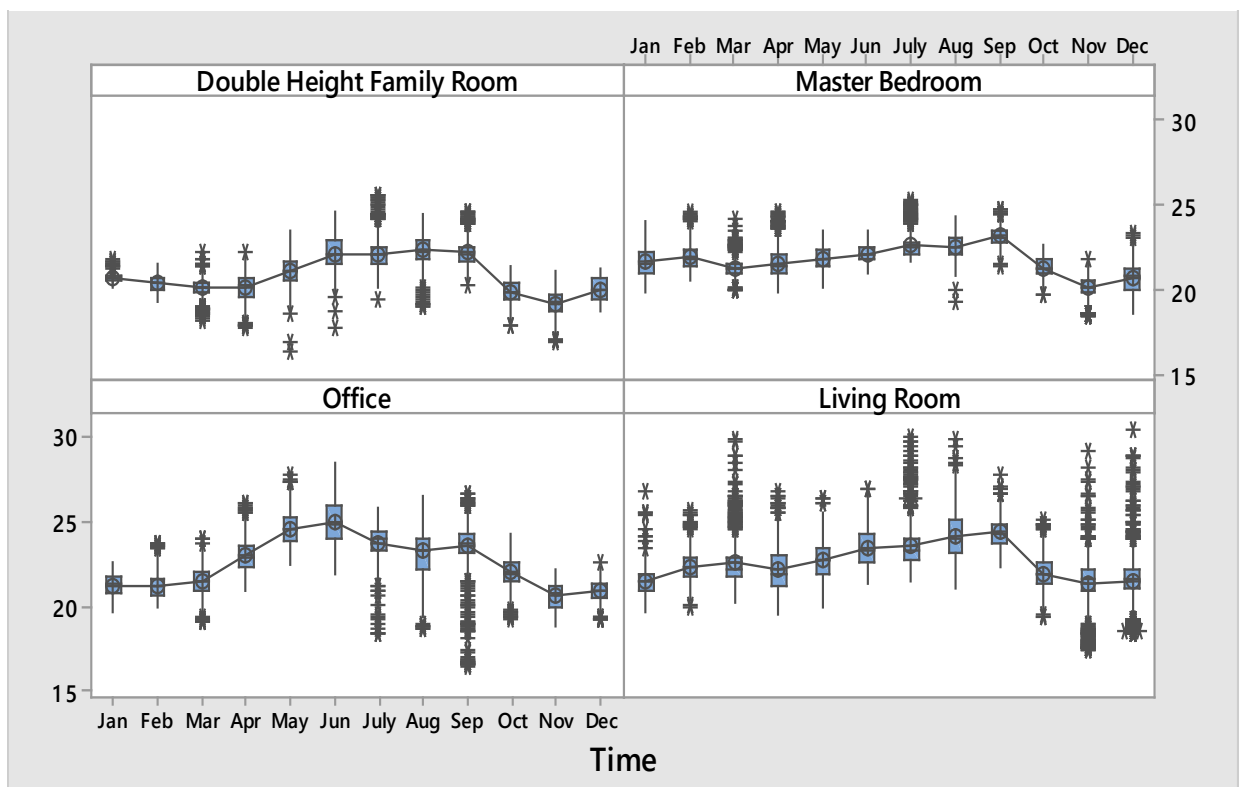 Jan Feb Mar Apr May Jun July Aug Sep Oct Nov Dec
Double Height Family Room
Master Bedroom
30
25
20
15
Office
Living Room
30
25
20
15
Jan Feb Mar Apr May Jun July Aug Sep Oct Nov Dec
Time